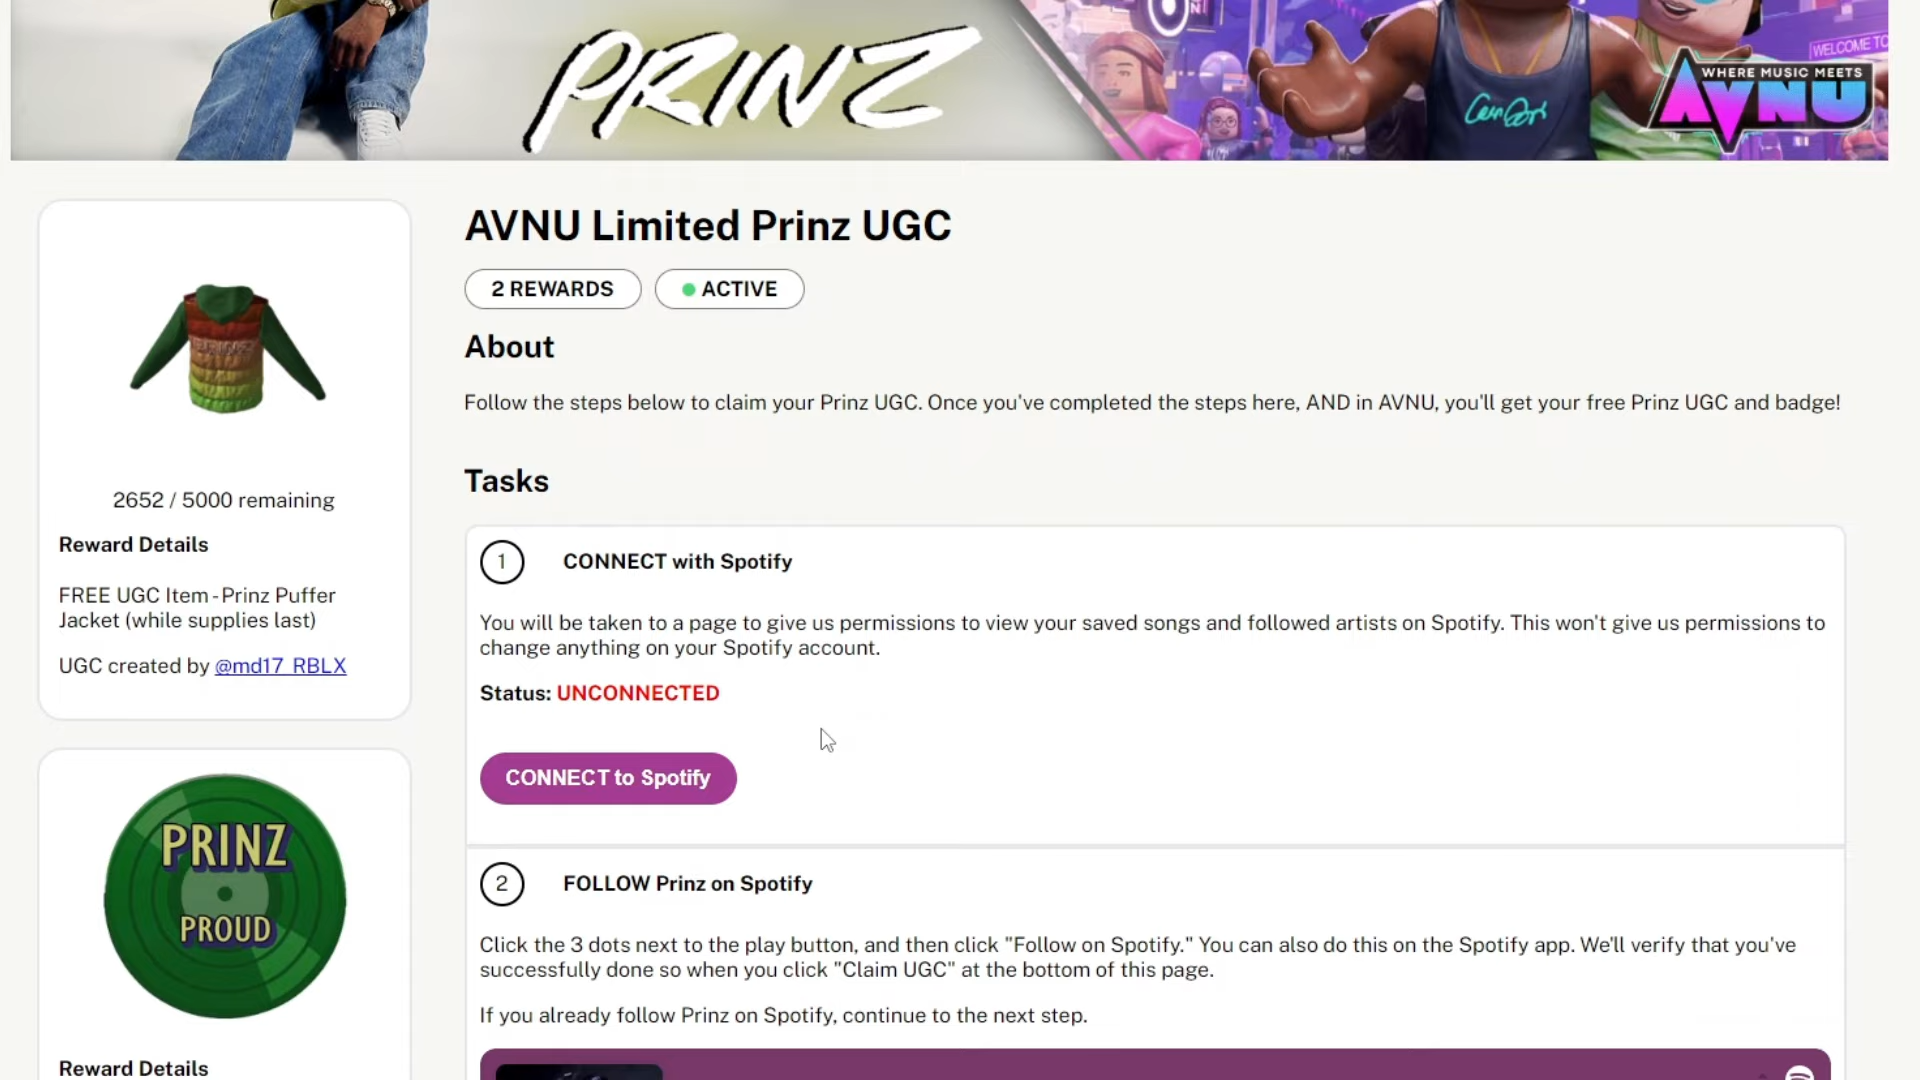 PRINZ
WELCOME TO
WHERE MUSIC MEETS
AVNU
AVNU Limited Prinz UGC
2 REWARDS
ACTIVE
About
Follow the steps below to claim your Prinz UGC. Once you've completed the steps here, AND in AVNU, you'll get your free Prinz UGC and badge!
2652 / 5000 remaining
Reward Details
FREE UGC Item - Prinz Puffer
Jacket (while supplies last)
UGC created by @md17_RBLX
PRINZ
PROUD
Reward Details
Tasks
1
CONNECT with Spotify
You will be taken to a page to give us permissions to view your saved songs and followed artists on Spotify. This won't give us permissions to
change anything on your Spotify account.
Status: UNCONNECTED
CONNECT to Spotify
2
FOLLOW Prinz on Spotify
Click the 3 dots next to the play button, and then click "Follow on Spotify." You can also do this on the Spotify app. We'll verify that you've
successfully done so when you click "Claim UGC" at the bottom of this page.
If you already follow Prinz on Spotify, continue to the next step.